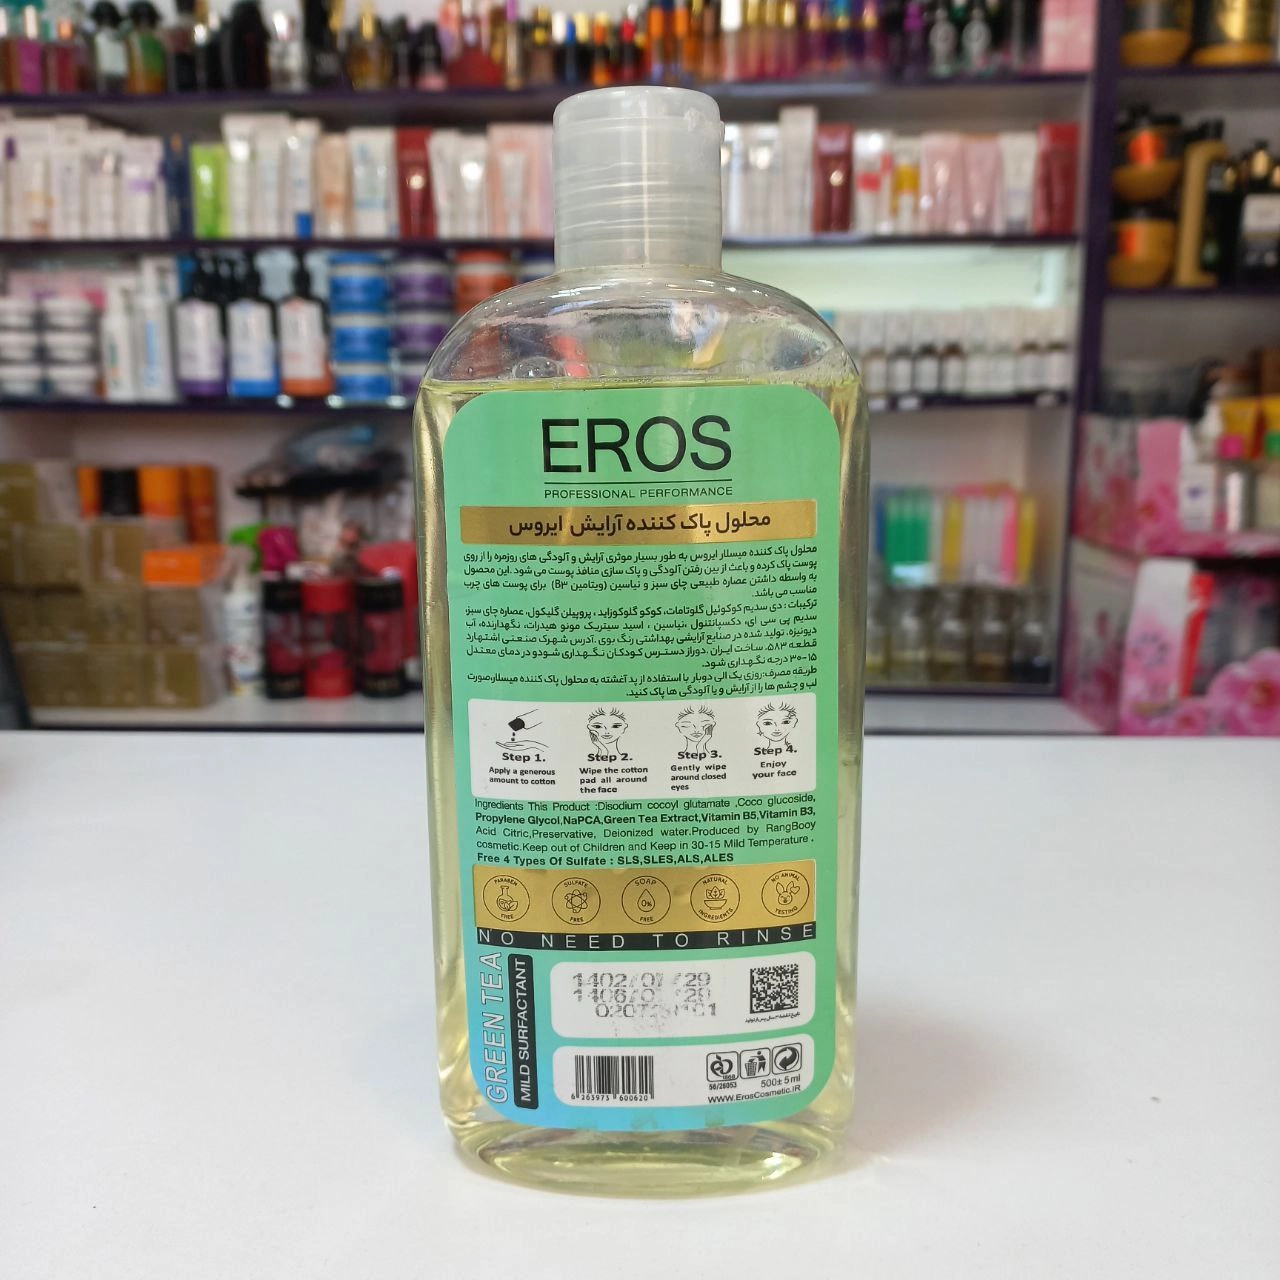 EROS
PROFESSIONAL PERFORMANCE
محلول پاک کننده آرایش ایروس
محلول پاک کننده میسلار ایروس به طور بسیار موثری آرایش و آلودگی های روزمره را از روی
پوست پاک کرده و باعث از بین رفتن آلودگی و پاک سازی منافذ پوست می شود. این محصول
به واسطه داشتن عصاره طبیعی چای سبز و نیاسین (ویتامین B3) برای پوست های چرب
مناسب می باشد.
ترکیبات : دی سدیم کوکوئیل گلوتامات، کوکو گلوکوزاید ، پروپیلن گلیکول، عصاره چای سبز،
سدیم پی سی ای، دکسپانتنول ،نیاسین ، اسید سیتریک مونو هیدرات، نگهدارنده، آب
دیونیزه. تولید شده در صنایع آرایشی بهداشتی رنگ بوی .آدرس شهرک صنعتی اشتهارد
قطعه ۵۸۳. ساخت ایران .دوراز دسترس کودکان نگهداری شودو در دمای معتدل
۱۵-۳۰ درجه نگهداری شود.
طریقه مصرف:روزی یک الی دوبار با استفاده از پد آغشته به محلول پاک کننده میسلار،صورت
لب و چشم ها را از آرایش و یا آلودگی ها پاک کنید.
Step 1. Step 2. Step 3. Step 4.
Apply a generous Wipe the cotton Gently wipe Enjoy
amount to cotton pad all around around closed your face
the face eyes
Ingredients This Product :Disodium cocoyl glutamate ,Coco glucoside,
Propylene Glycol,NaPCA,Green Tea Extract,Vitamin B5,Vitamin B3,
Acid Citric,Preservative, Deionized water.Produced by RangBooy
cosmetic.Keep out of Children and Keep in 30-15 Mild Temperature .
Free 4 Types Of Sulfate : SLS,SLES,ALS,ALES
PARABEN FREE
SULFATE FREE
SOAP 0% FREE
NATURAL INGREDIENTS
NO ANIMAL TESTING
NO NEED TO RINSE
GREEN TEA
MILD SURFACTANT
6 263973 600620
56/26053
500± 5 ml
WWW.ErosCosmetic.IR